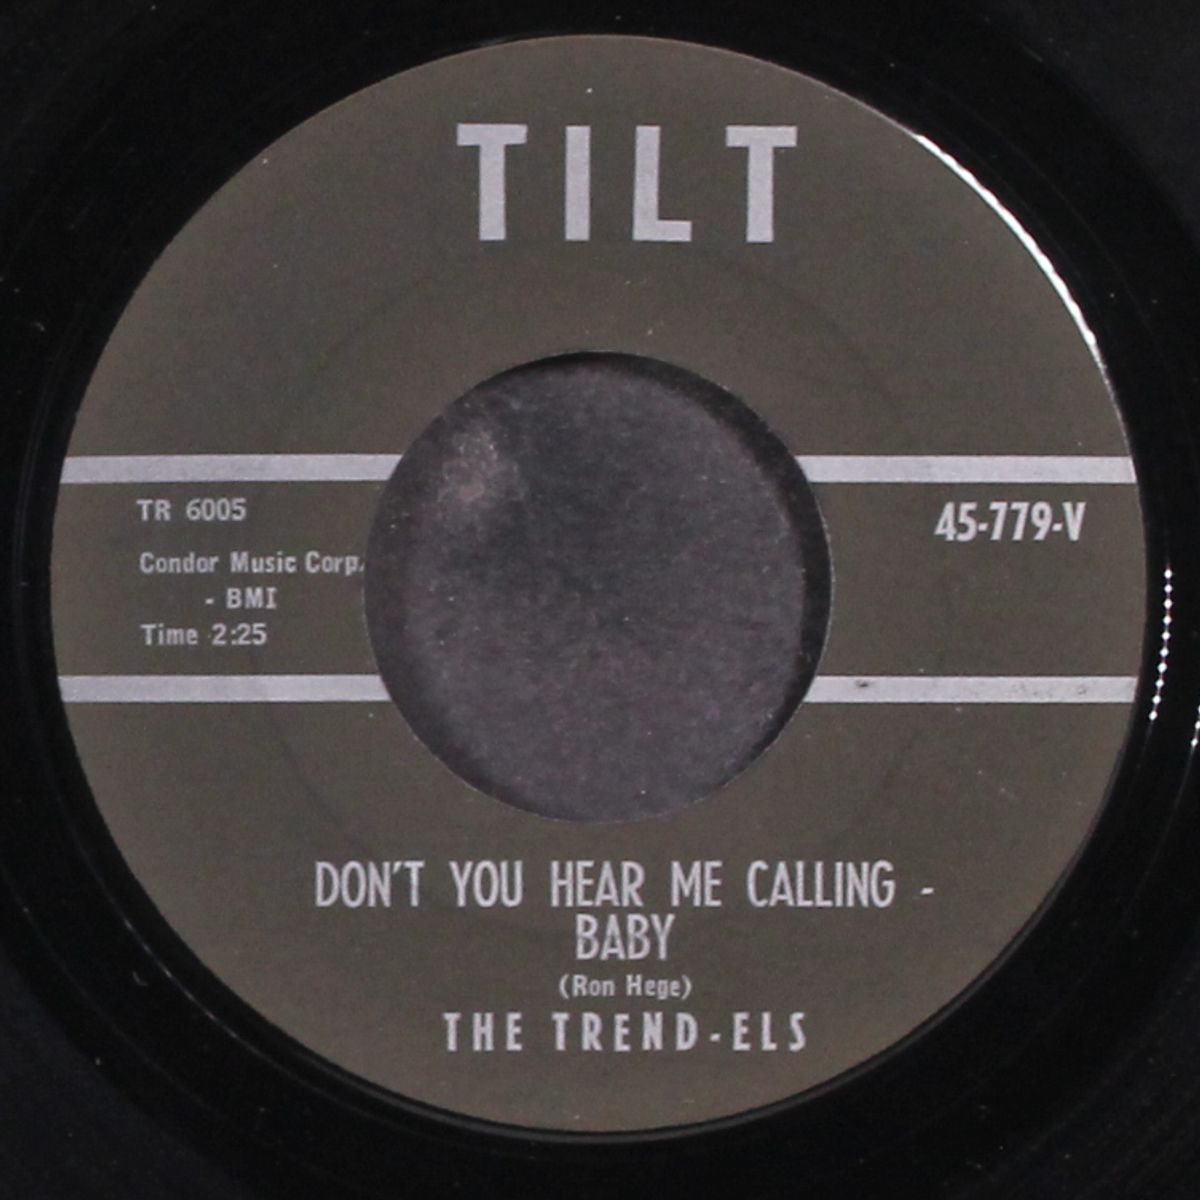 TILT
TR 6005
Condor Music Corp.
- BMI
Time 2:25
45-779-V
DON'T YOU HEAR ME CALLING -
BABY
(Ron Hege)
THE TREND-ELS